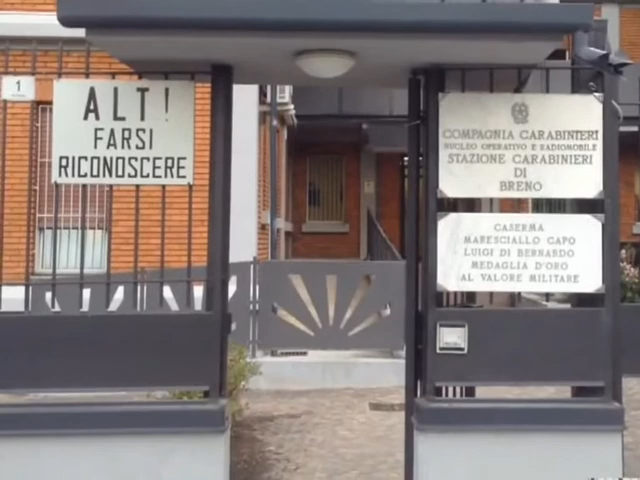 1
ALT!
FARSI
RICONOSCERE
COMPAGNIA CARABINIERI
NUCLEO OPERATIVO E RADIOMOBILE
STAZIONE CARABINIERI
DI
BRENO
CASERMA
MARESCIALLO CAPO
LUIGI DI BERNARDO
MEDAGLIA D'ORO
AL VALORE MILITARE